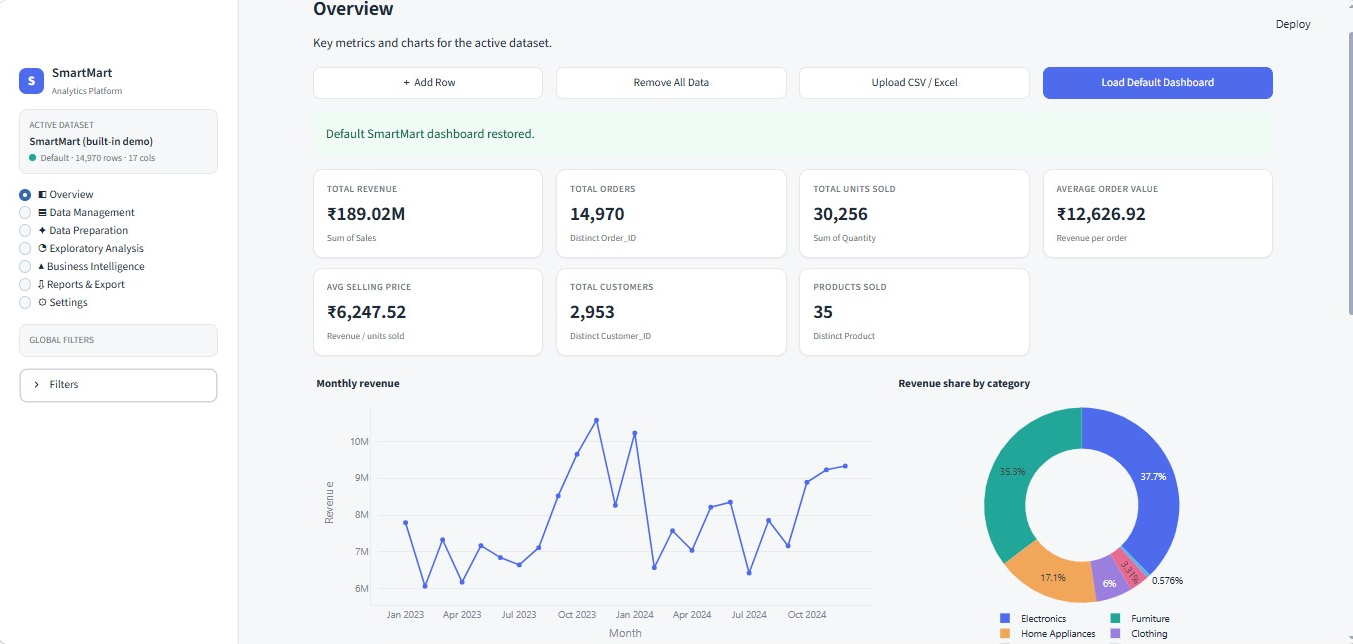 Overview
Deploy
Key metrics and charts for the active dataset.
+ Add Row
Remove All Data
Upload CSV / Excel
Load Default Dashboard
Default SmartMart dashboard restored.
$
SmartMart
Analytics Platform
ACTIVE DATASET
SmartMart (built-in demo)
Default · 14,970 rows · 17 cols
Overview
Data Management
Data Preparation
Exploratory Analysis
Business Intelligence
Reports & Export
Settings
GLOBAL FILTERS
Filters
TOTAL REVENUE
₹189.02M
Sum of Sales
TOTAL ORDERS
14,970
Distinct Order_ID
TOTAL UNITS SOLD
30,256
Sum of Quantity
AVERAGE ORDER VALUE
₹12,626.92
Revenue per order
AVG SELLING PRICE
₹6,247.52
Revenue / units sold
TOTAL CUSTOMERS
2,953
Distinct Customer_ID
PRODUCTS SOLD
35
Distinct Product
Monthly revenue
Revenue
10M
9M
8M
7M
6M
Jan 2023 Apr 2023 Jul 2023 Oct 2023 Jan 2024 Apr 2024 Jul 2024 Oct 2024
Month
Revenue share by category
35.3%
37.7%
17.1%
6%
3.31%
0.576%
Electronics Furniture
Home Appliances Clothing